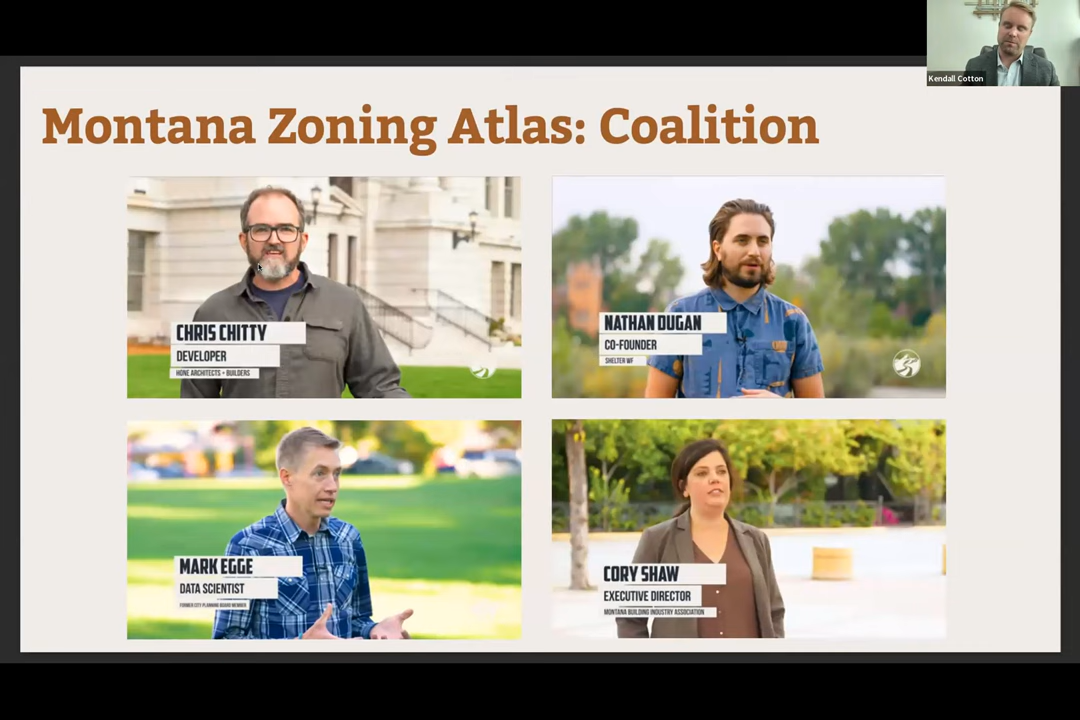 Kendall Cotton
Montana Zoning Atlas: Coalition
CHRIS CHITTY
DEVELOPER
HONE ARCHITECTS + BUILDERS
NATHAN DUGAN
CO-FOUNDER
SHELTER WF
MARK EGGE
DATA SCIENTIST
FORMER CITY PLANNING BOARD MEMBER
CORY SHAW
EXECUTIVE DIRECTOR
MONTANA BUILDING INDUSTRY ASSOCIATION